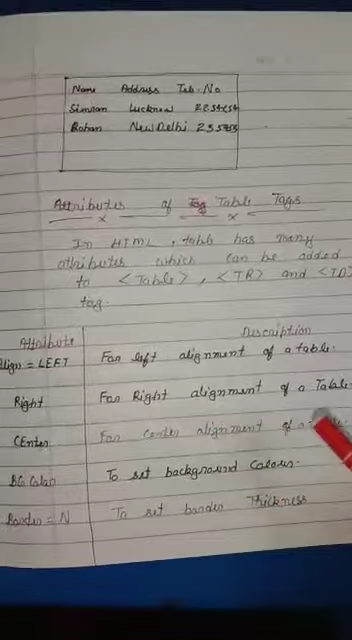 Name Address Tel. No
Simran Lucknow
Rohan New Delhi
Attributes of Tag Table Tags
In HTML, table has many
attributes which can be added
to <Table>, <TR> and <TD>
tag.
Attribute Description
Align = LEFT For left alignment of a table.
Right For Right alignment of a Table
CEnter For Center alignment of a
BG Color To set background Colour.
Border = N To set border Thickness